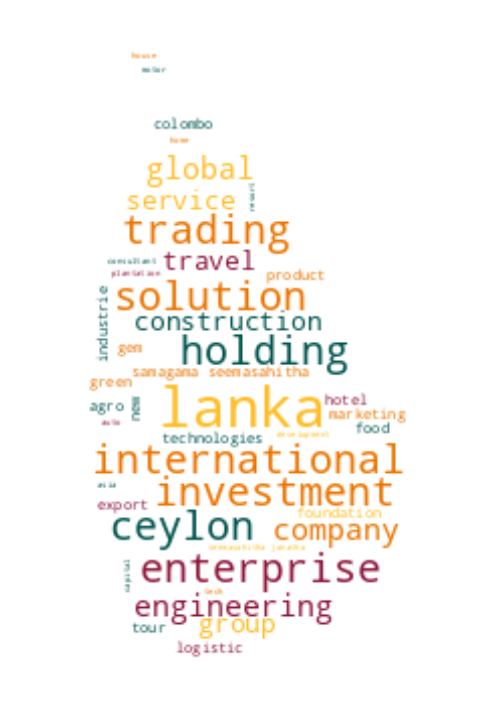 house
motor
colombo
home
global
service
resort
trading
consultant
travel
plantation
product
industrie
solution
construction
gem
holding
samagama seemasahitha
green
lanka
hotel
agro
new
marketing
auto
food
technologies
development
international
asia
investment
export
foundation
ceylon
company
seemasahitha janatha
capital
enterprise
tech
engineering
tour
group
logistic